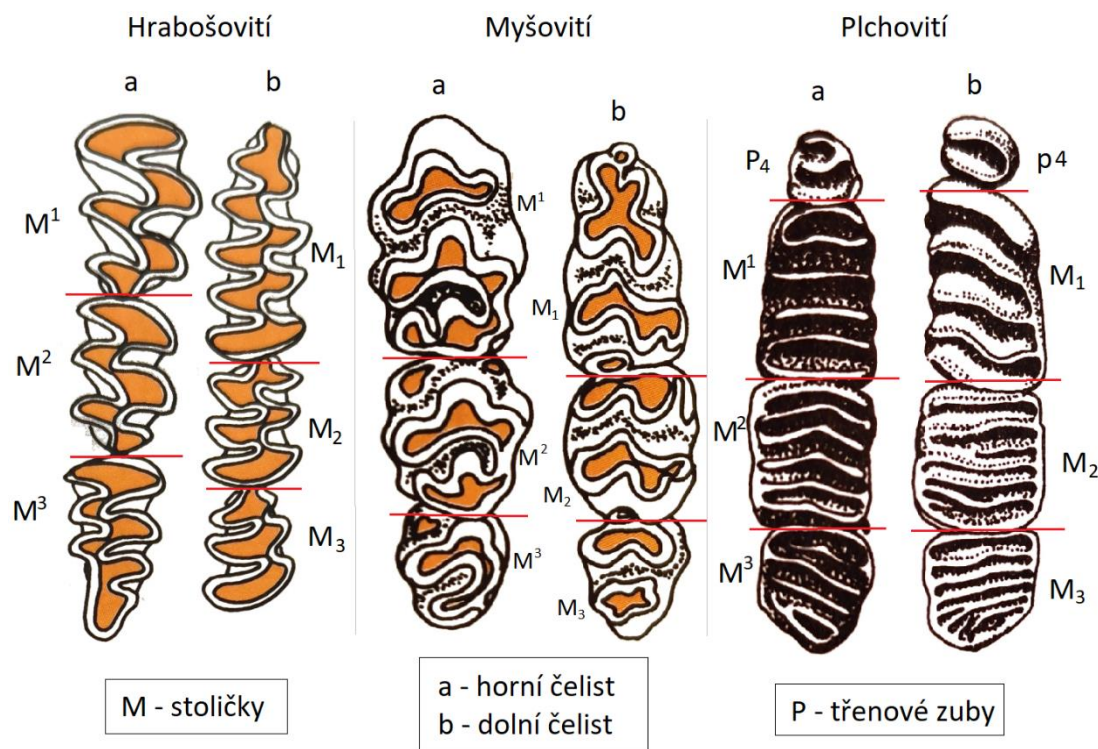 Hrabošovití
Myšovití
Plchovití
a
b
a
b
a
b
M¹
M²
M³
M₁
M₂
M₃
M¹
M²
M³
M₁
M₂
M₃
P₄
M¹
M²
M³
p4
M₁
M₂
M₃
M - stoličky
a - horní čelist
b - dolní čelist
P - třenové zuby